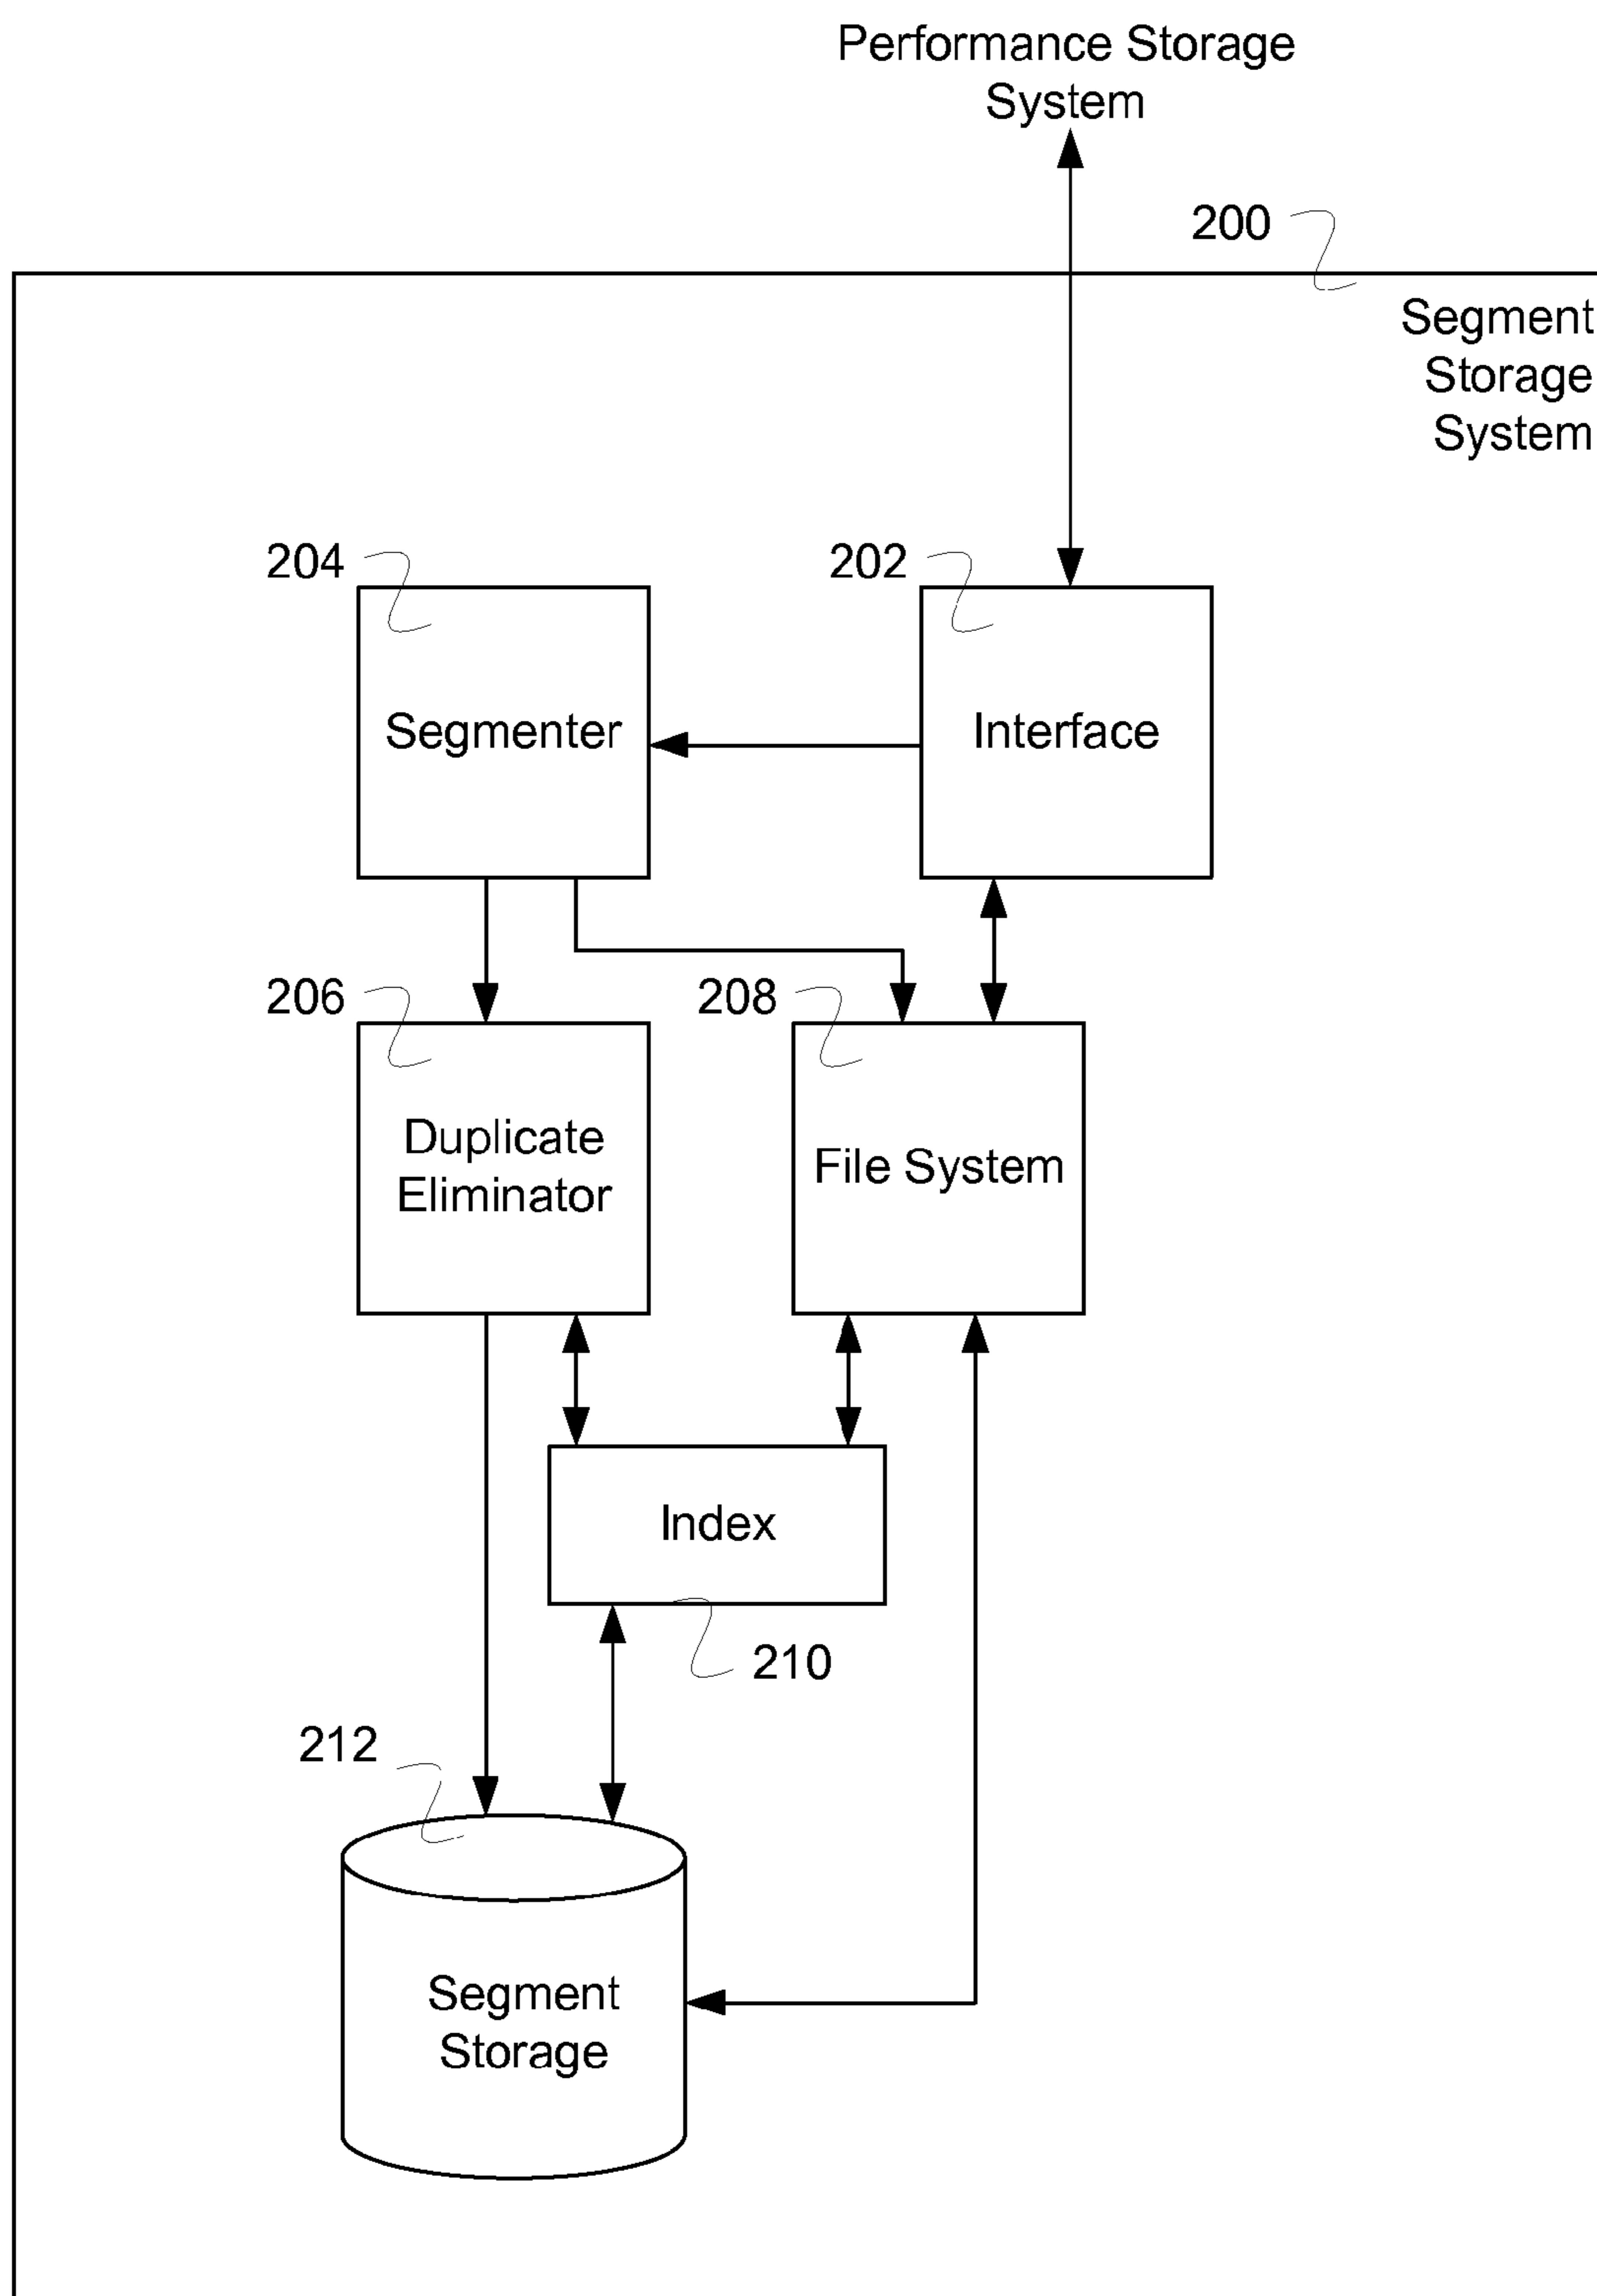 Performance Storage
System
200
Segment
Storage
System
204
202
Segmenter
Interface
206
208
Duplicate
Eliminator
File System
Index
210
212
Segment
Storage